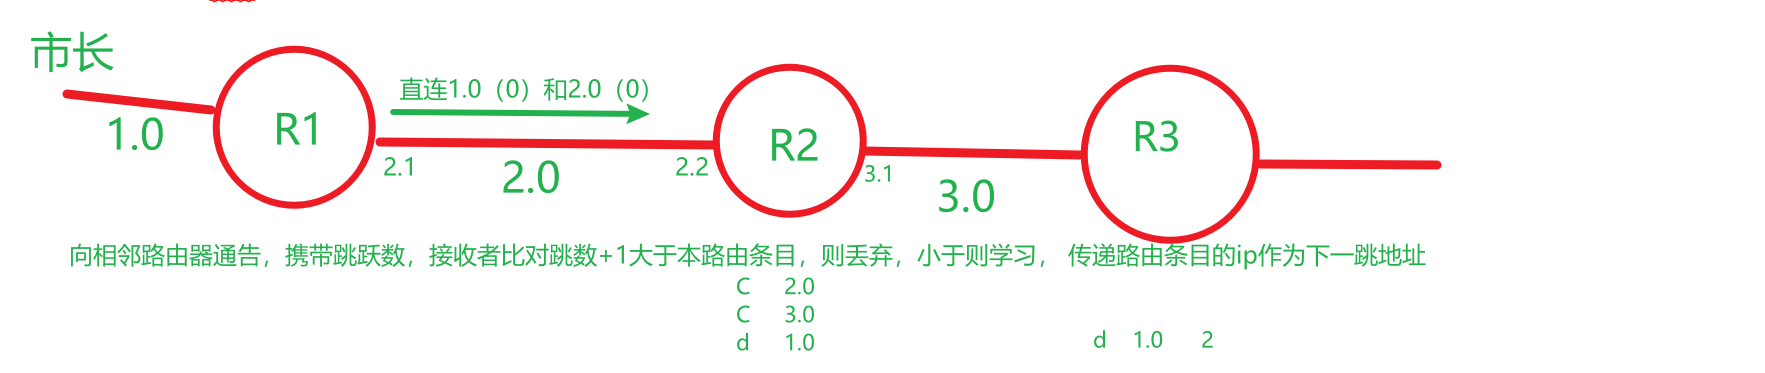 市长
直连1.0（0）和2.0（0）
R1
R2
R3
1.0
2.1
2.0
2.2
3.1
3.0
向相邻路由器通告，携带跳跃数，接收者比对跳数+1大于本路由条目，则丢弃，小于则学习， 传递路由条目的ip作为下一跳地址
C 2.0
C 3.0
d 1.0
d 1.0 2